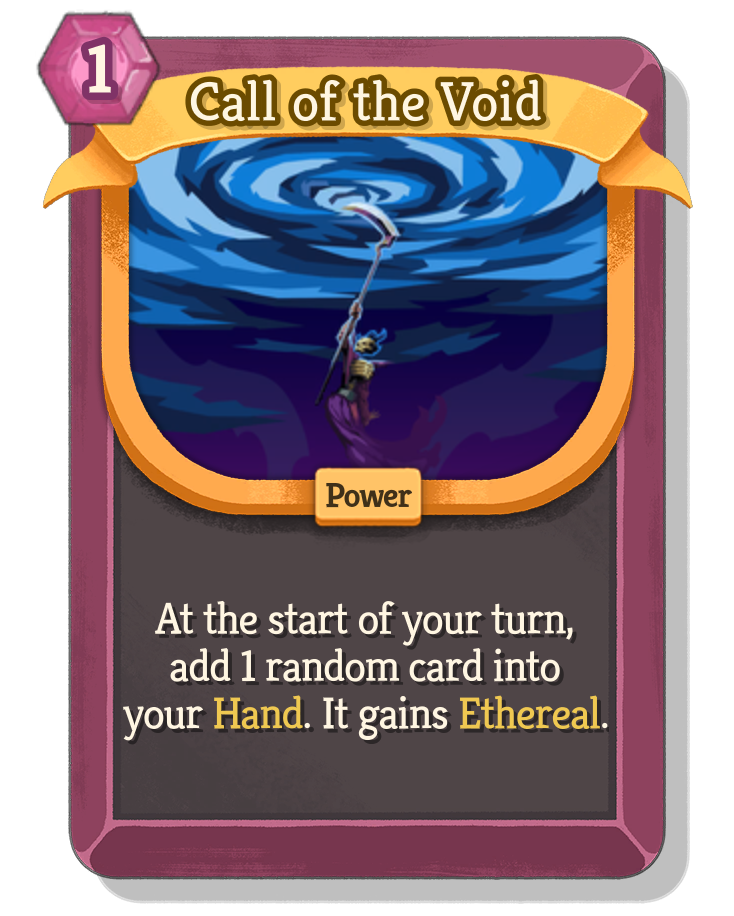 1
Call of the Void
Power
At the start of your turn,
add 1 random card into
your Hand. It gains Ethereal.